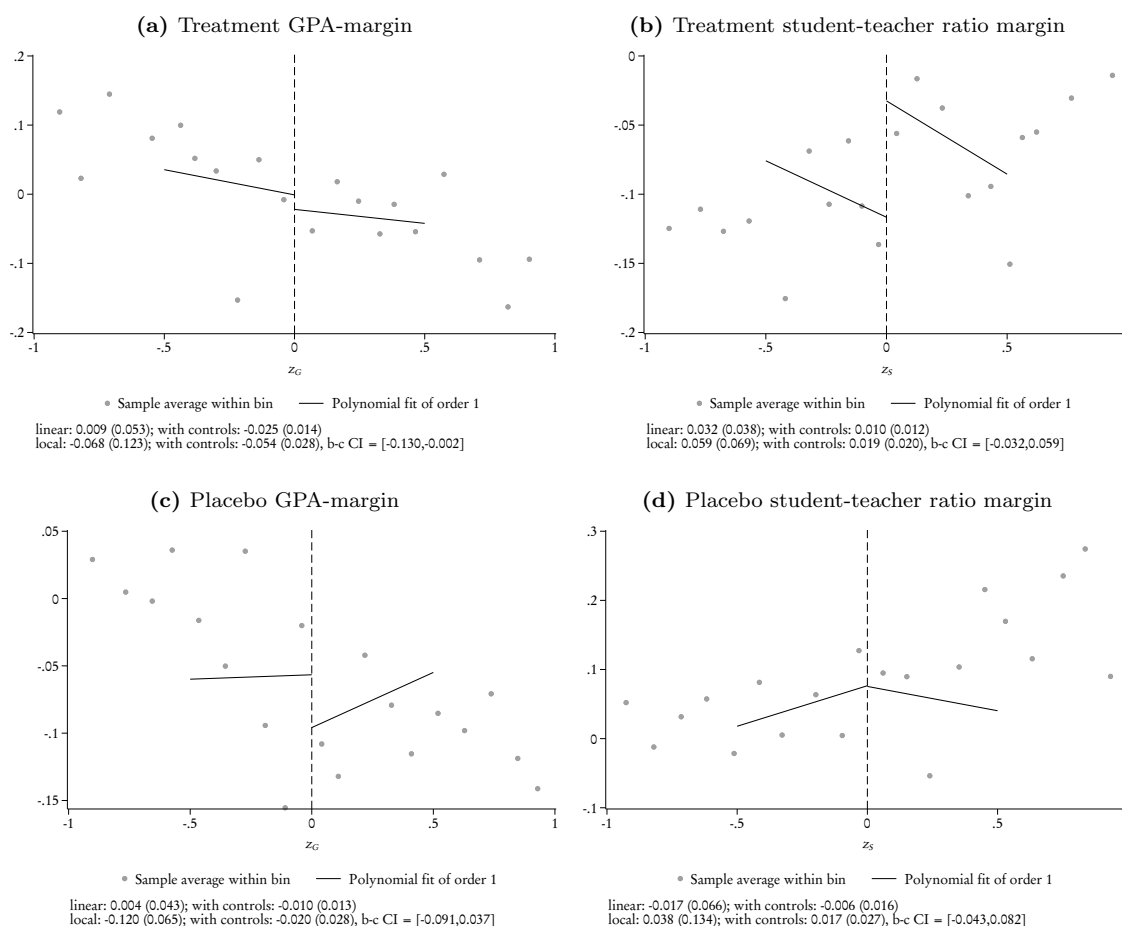 (a) Treatment GPA-margin
.2
.1
0
-.1
-.2
-1
-.5
0
.5
1
z_G
Sample average within bin
Polynomial fit of order 1
linear: 0.009 (0.053); with controls: -0.025 (0.014)
local: -0.068 (0.123); with controls: -0.054 (0.028), b-c CI = [-0.130,-0.002]
(b) Treatment student-teacher ratio margin
0
-.05
-.1
-.15
-.2
-1
-.5
0
.5
z_S
Sample average within bin
Polynomial fit of order 1
linear: 0.032 (0.038); with controls: 0.010 (0.012)
local: 0.059 (0.069); with controls: 0.019 (0.020), b-c CI = [-0.032,0.059]
(c) Placebo GPA-margin
.05
0
-.05
-.1
-.15
-1
-.5
0
.5
1
z_G
Sample average within bin
Polynomial fit of order 1
linear: 0.004 (0.043); with controls: -0.010 (0.013)
local: -0.120 (0.065); with controls: -0.020 (0.028), b-c CI = [-0.091,0.037]
(d) Placebo student-teacher ratio margin
.3
.2
.1
0
-.1
-1
-.5
0
.5
z_S
Sample average within bin
Polynomial fit of order 1
linear: -0.017 (0.066); with controls: -0.006 (0.016)
local: 0.038 (0.134); with controls: 0.017 (0.027), b-c CI = [-0.043,0.082]